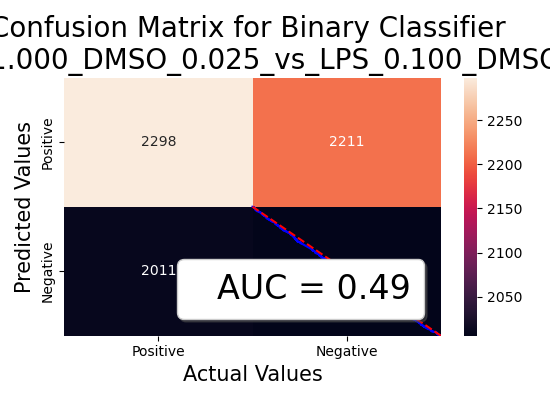 Confusion Matrix for Binary Classifier
1.000_DMSO_0.025_vs_LPS_0.100_DMSO
Predicted Values
Positive
Negative
2298
2211
2011
AUC = 0.49
Positive
Negative
Actual Values
2250
2200
2150
2100
2050